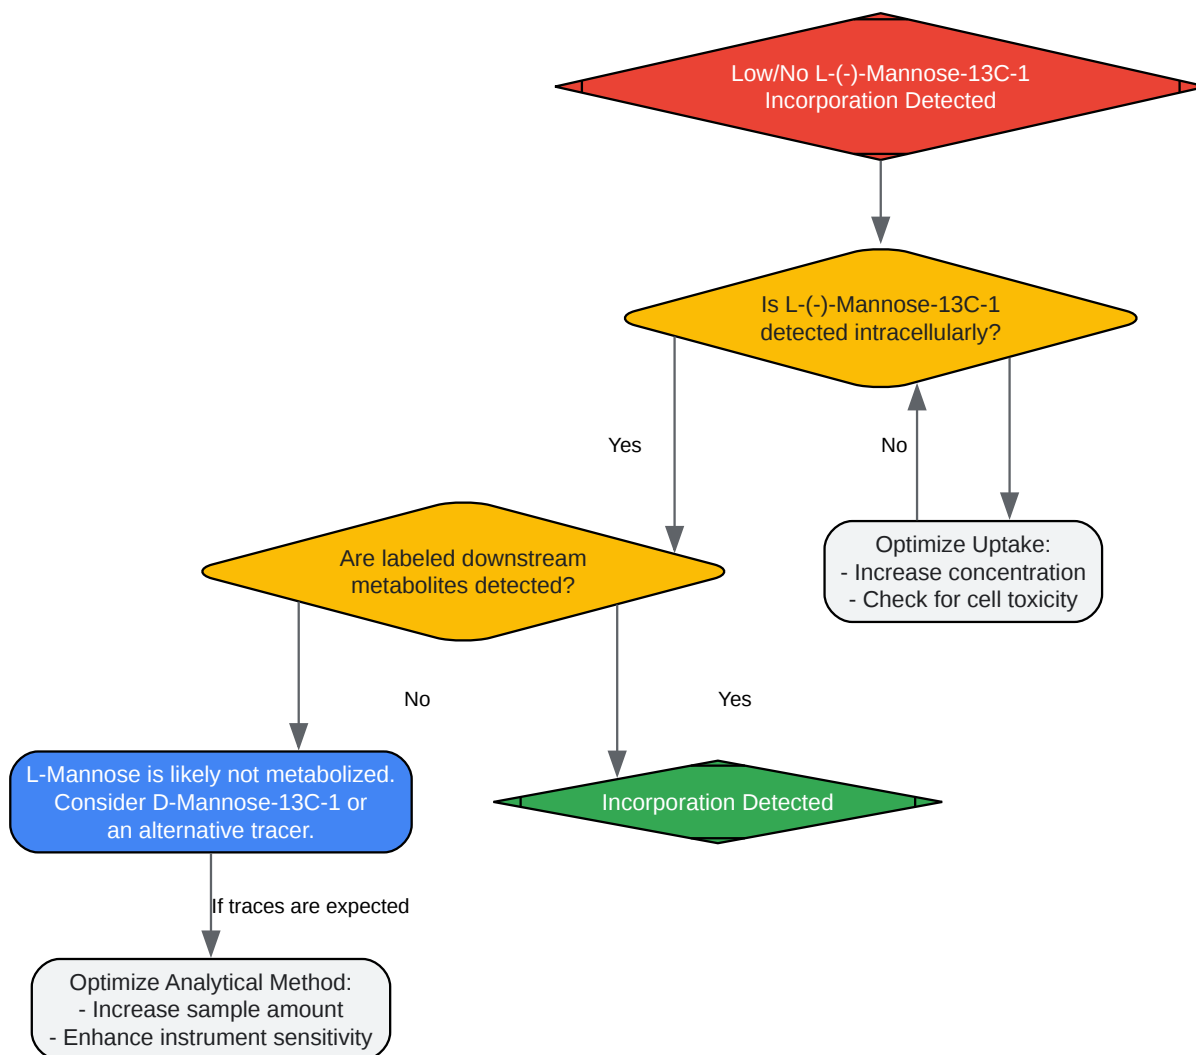 Low/No L-(-)-Mannose-13C-1
Incorporation Detected
Is L-(-)-Mannose-13C-1
detected intracellularly?
Yes
No
Are labeled downstream
metabolites detected?
Optimize Uptake:
- Increase concentration
- Check for cell toxicity
No
Yes
L-Mannose is likely not metabolized.
Consider D-Mannose-13C-1 or
an alternative tracer.
Incorporation Detected
If traces are expected
Optimize Analytical Method:
- Increase sample amount
- Enhance instrument sensitivity